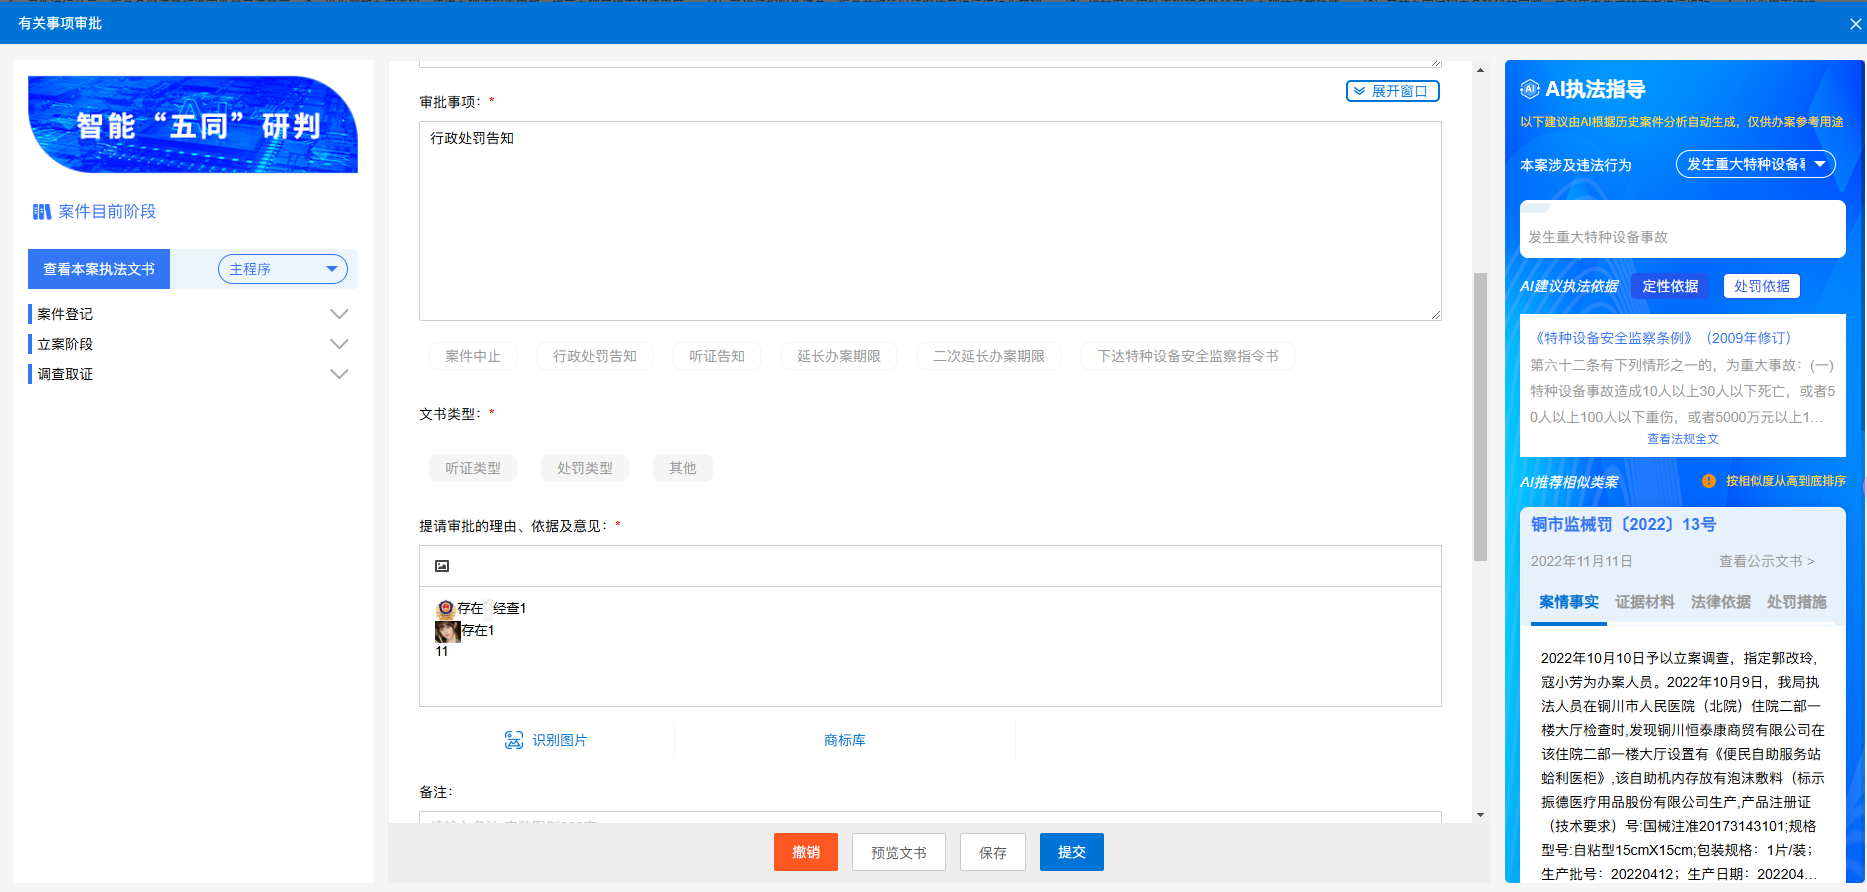 有关事项审批
智能“五同”研判
案件目前阶段
查看本案执法文书
主程序
案件登记
立案阶段
调查取证
审批事项：*
展开窗口
行政处罚告知
案件中止
行政处罚告知
听证告知
延长办案期限
二次延长办案期限
下达特种设备安全监察指令书
文书类型：*
听证类型
处罚类型
其他
提请审批的理由、依据及意见：*
存在 经查1
存在1
11
识别图片
商标库
备注：
撤销
预览文书
保存
提交
AI执法指导
以下建议由AI根据历史案件分析自动生成，仅供办案参考用途
本案涉及违法行为
发生重大特种设备事
发生重大特种设备事故
AI建议执法依据
定性依据
处罚依据
《特种设备安全监察条例》（2009年修订）
第六十二条有下列情形之一的，为重大事故：(一)
特种设备事故造成10人以上30人以下死亡，或者5
0人以上100人以下重伤，或者5000万元以上1...
查看法规全文
AI推荐相似类案
按相似度从高到底排序
铜市监械罚〔2022〕13号
2022年11月11日
查看公示文书 >
案情事实
证据材料
法律依据
处罚措施
2022年10月10日予以立案调查，指定郭改玲,
寇小芳为办案人员。2022年10月9日，我局执
法人员在铜川市人民医院（北院）住院二部一
楼大厅检查时,发现铜川恒泰康商贸有限公司在
该住院二部一楼大厅设置有《便民自助服务站
蛤利医柜》,该自助机内存放有泡沫敷料（标示
振德医疗用品股份有限公司生产,产品注册证
（技术要求）号:国械注准20173143101;规格
型号:自粘型15cmX15cm;包装规格：1片/装；
生产批号：20220412；生产日期：202204...